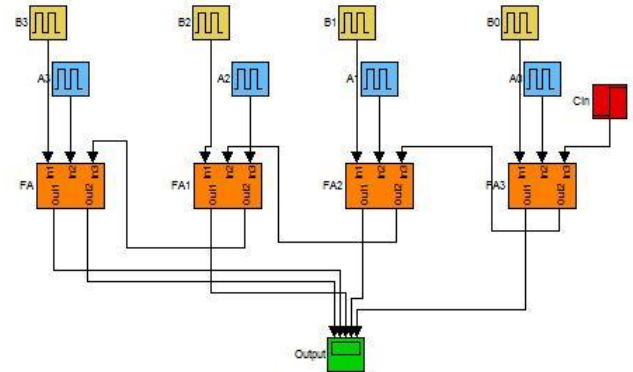 B3
B2
B1
B0
A3
A2
A1
A0
Cin
In1 In2 In3
In1 In2 In3
In1 In2 In3
In1 In2 In3
FA
FA1
FA2
FA3
Out1 Out2
Out1 Out2
Out1 Out2
Out1 Out2
Output